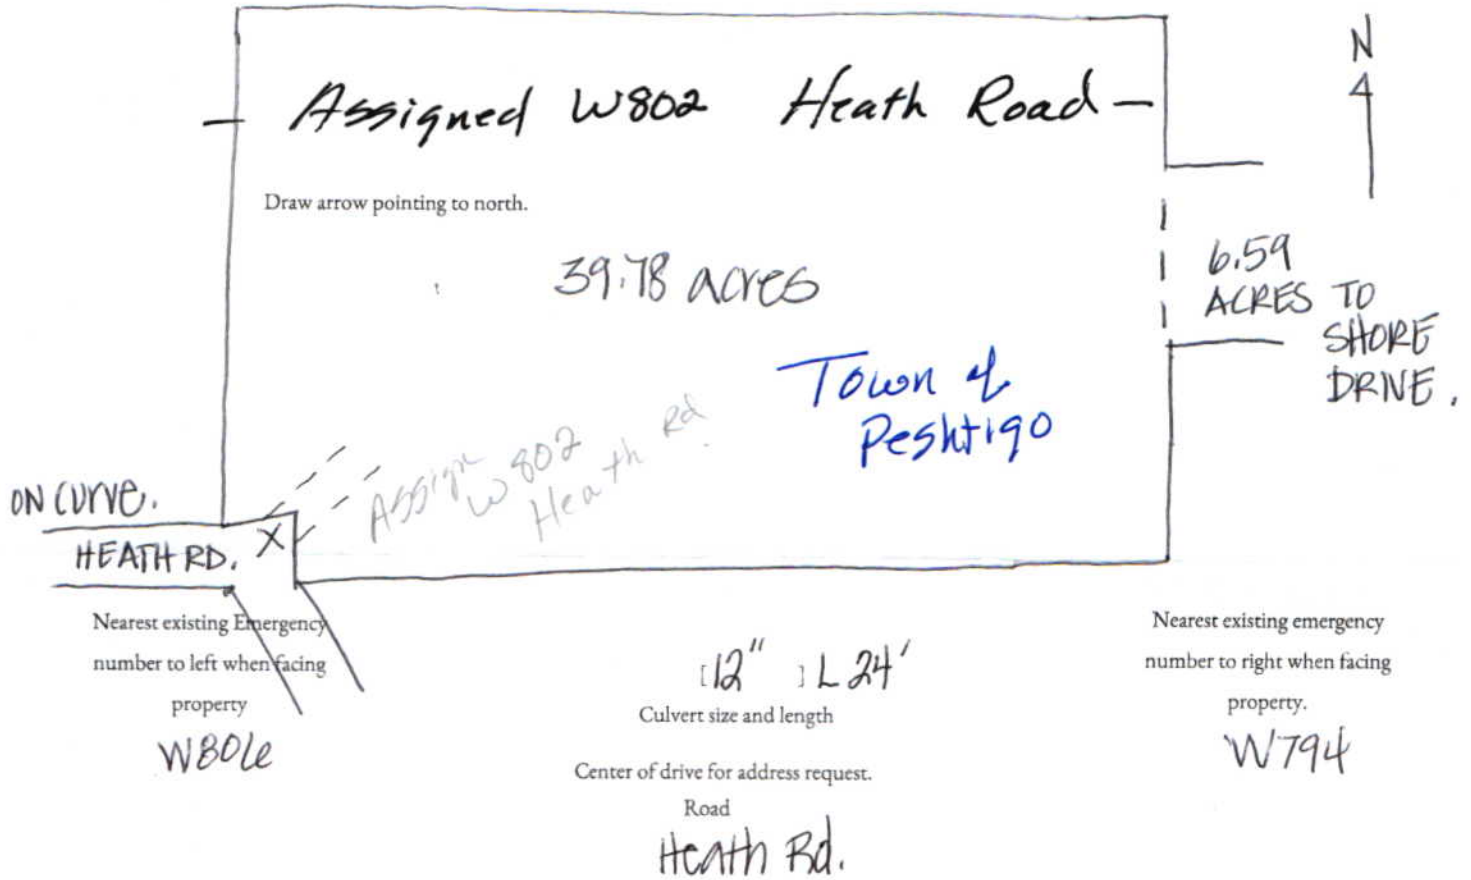 N
Assigned W802 Heath Road
Draw arrow pointing to north.
39.78 acres
6.59
ACRES TO
SHORE
DRIVE.
Town of
Peshtigo
Assign
W 802
Heath Rd
ON CURVE.
HEATH RD. X
Nearest existing Emergency
number to left when facing
property
W806
[12" ] L 24'
Culvert size and length
Center of drive for address request.
Road
Heath Rd.
Nearest existing emergency
number to right when facing
property.
W794